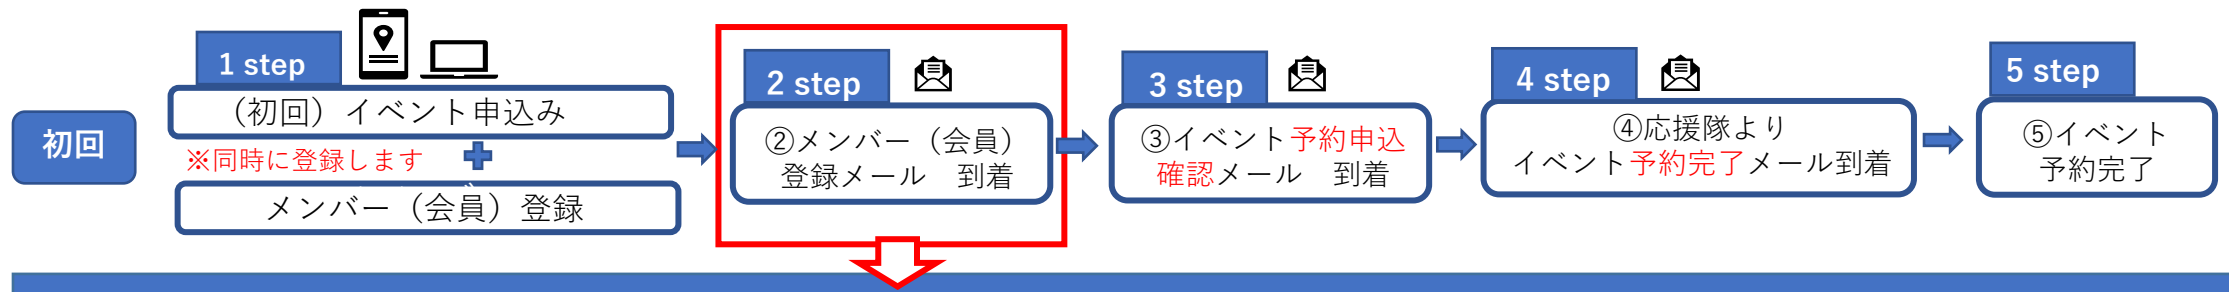 初回
1 step
（初回）イベント申込み
※同時に登録します
メンバー（会員）登録
2 step
②メンバー（会員）
登録メール　到着
3 step
③イベント予約申込
確認メール　到着
4 step
④応援隊より
イベント予約完了メール到着
5 step
⑤イベント
予約完了